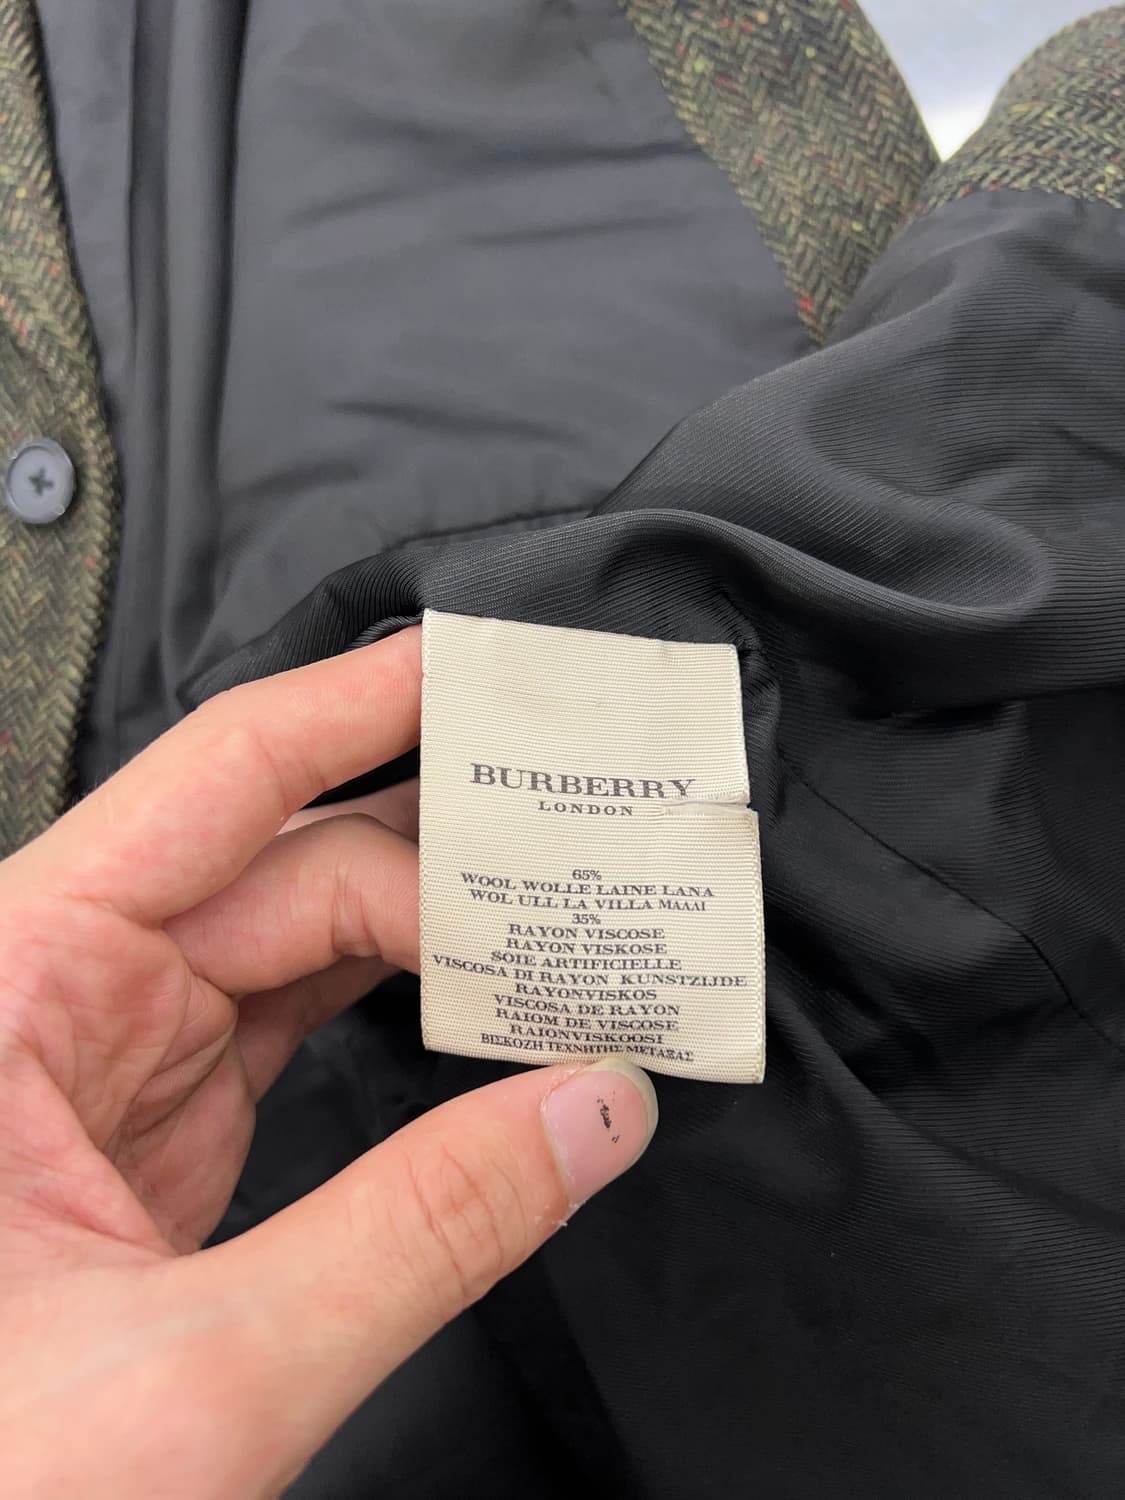 BURBERRY
LONDON
65%
WOOL WOLLE LAINE LANA
WOL ULL LA VILLA MAAAI
35%
RAYON VISCOSE
RAYON VISKOSE
SOIE ARTIFICIELLE
VISCOSA DI RAYON KUNSTZIJDE
RAYONVISKOS
VISCOSA DE RAYON
RAIOM DE VISCOSE
RAIONVISKOOSI
ΒΙΣΚΟΖΗ ΤΕΧΝΗΤΗΣ ΜΕΤΑΞΑΣ